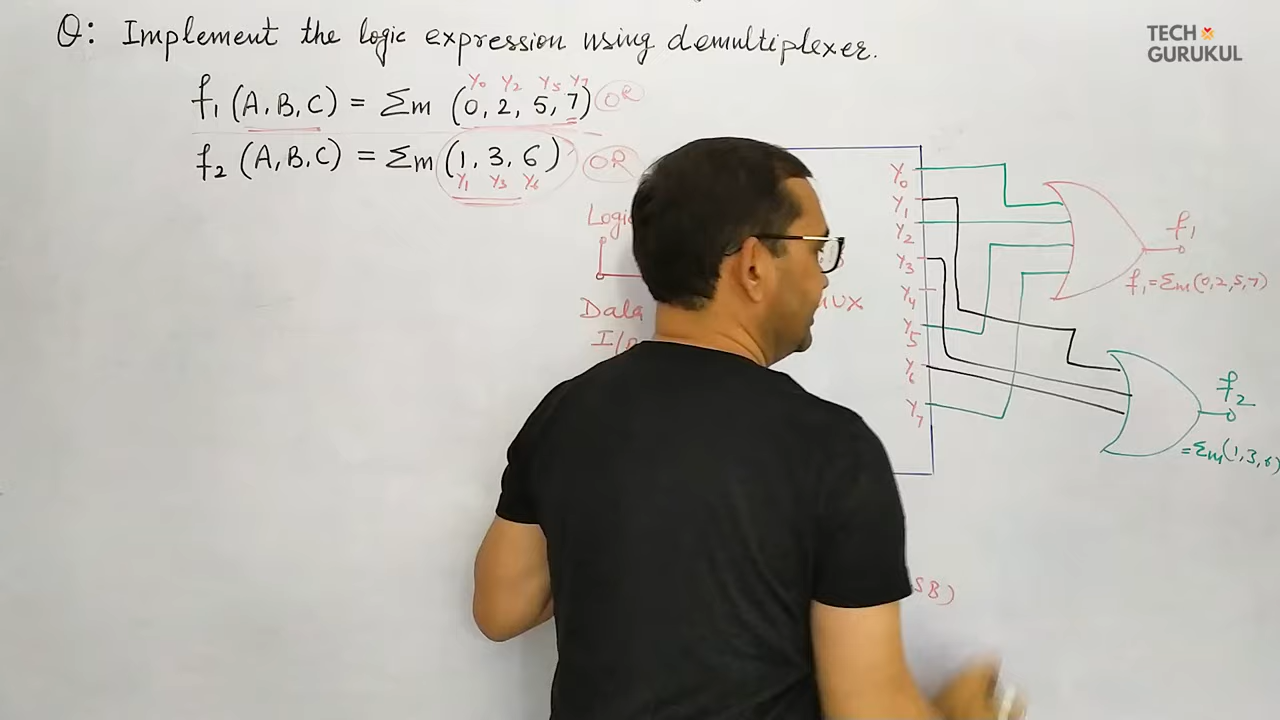 Q: Implement the logic expression using demultiplexer.
TECH
GURUKUL
Y0 Y2 Y5 Y7
f1 (A, B, C) = Σm (0, 2, 5, 7) OR
f2 (A, B, C) = Σm (1, 3, 6) OR
Y1 Y3 Y6
Data
I/P
MUX
Y0
Y1
Y2
Y3
Y4
Y5
Y6
Y7
f1
f1 = Σm(0,2,5,7)
f2
= Σm(1,3,6)
SB)